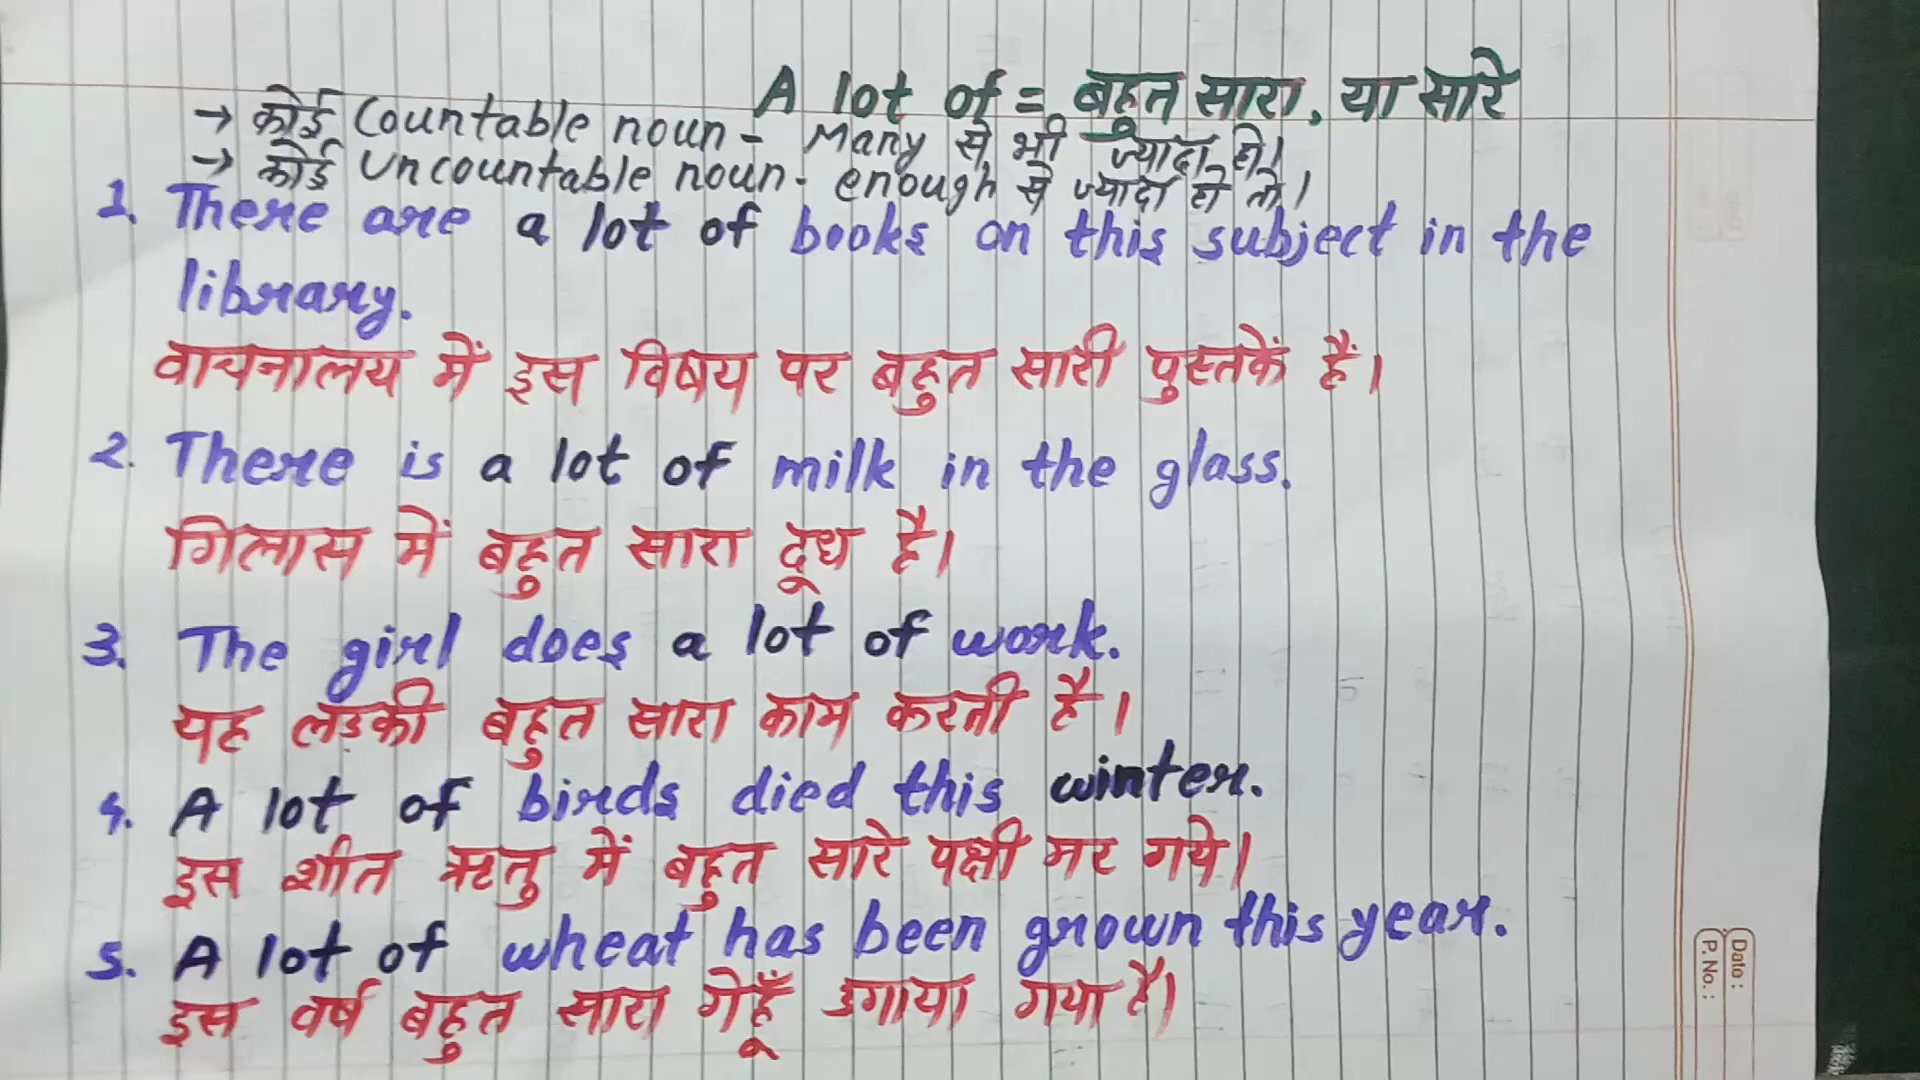 A lot of = बहुत सारा, या सारे
→ कोई Countable noun - Many से भी ज्यादा हो।
→ कोई Uncountable noun - enough से ज्यादा हो तो।
1. There are a lot of books on this subject in the
library.
वाचनालय में इस विषय पर बहुत सारी पुस्तकें हैं।
2. There is a lot of milk in the glass.
गिलास में बहुत सारा दूध है।
3. The girl does a lot of work.
यह लड़की बहुत सारा काम करती है।
4. A lot of birds died this winter.
इस शीत ऋतु में बहुत सारे पक्षी मर गये।
5. A lot of wheat has been grown this year.
इस वर्ष बहुत सारा गेहूँ उगाया गया है।
Date :
P. No. :